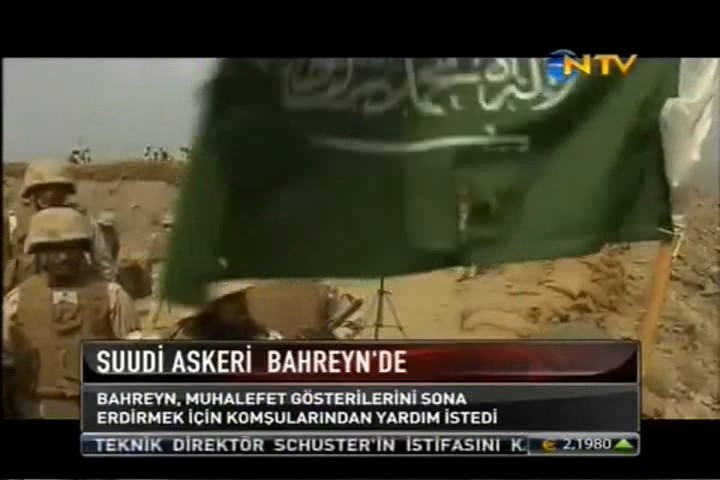 NTV
SUUDİ ASKERİ BAHREYN'DE
BAHREYN, MUHALEFET GÖSTERİLERİNİ SONA
ERDİRMEK İÇİN KOMŞULARINDAN YARDIM İSTEDİ
TEKNİK DİREKTÖR SCHUSTER'İN İSTİFASINI K € 2,1980